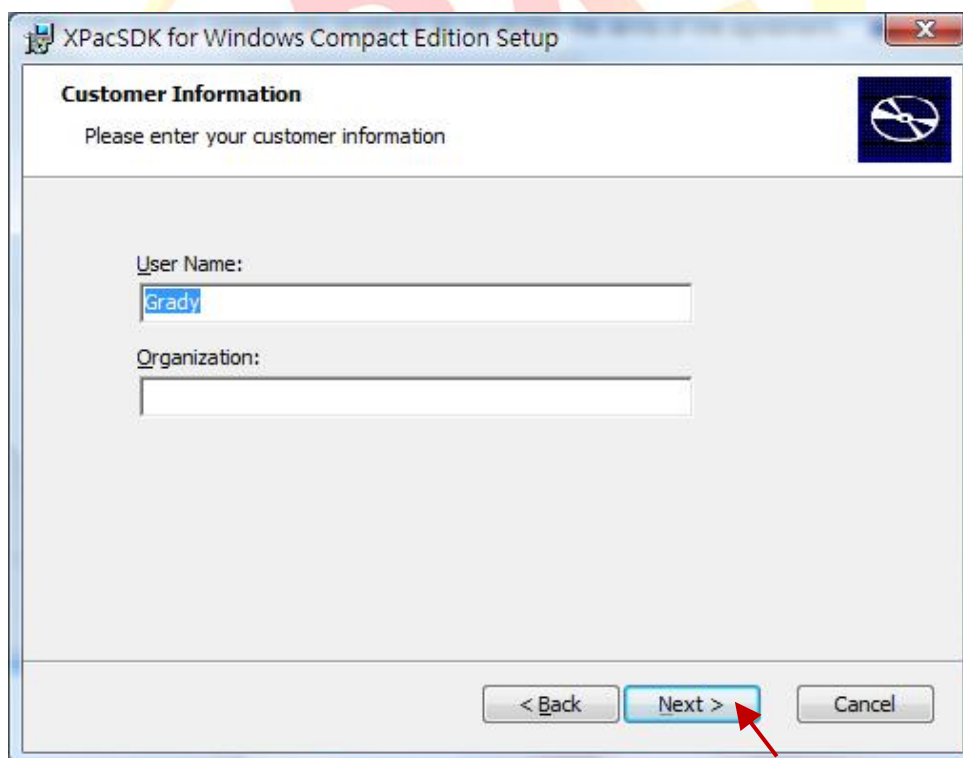 XPacSDK for Windows Compact Edition Setup
Customer Information
Please enter your customer information
User Name:
Grady
Organization:
< Back
Next >
Cancel